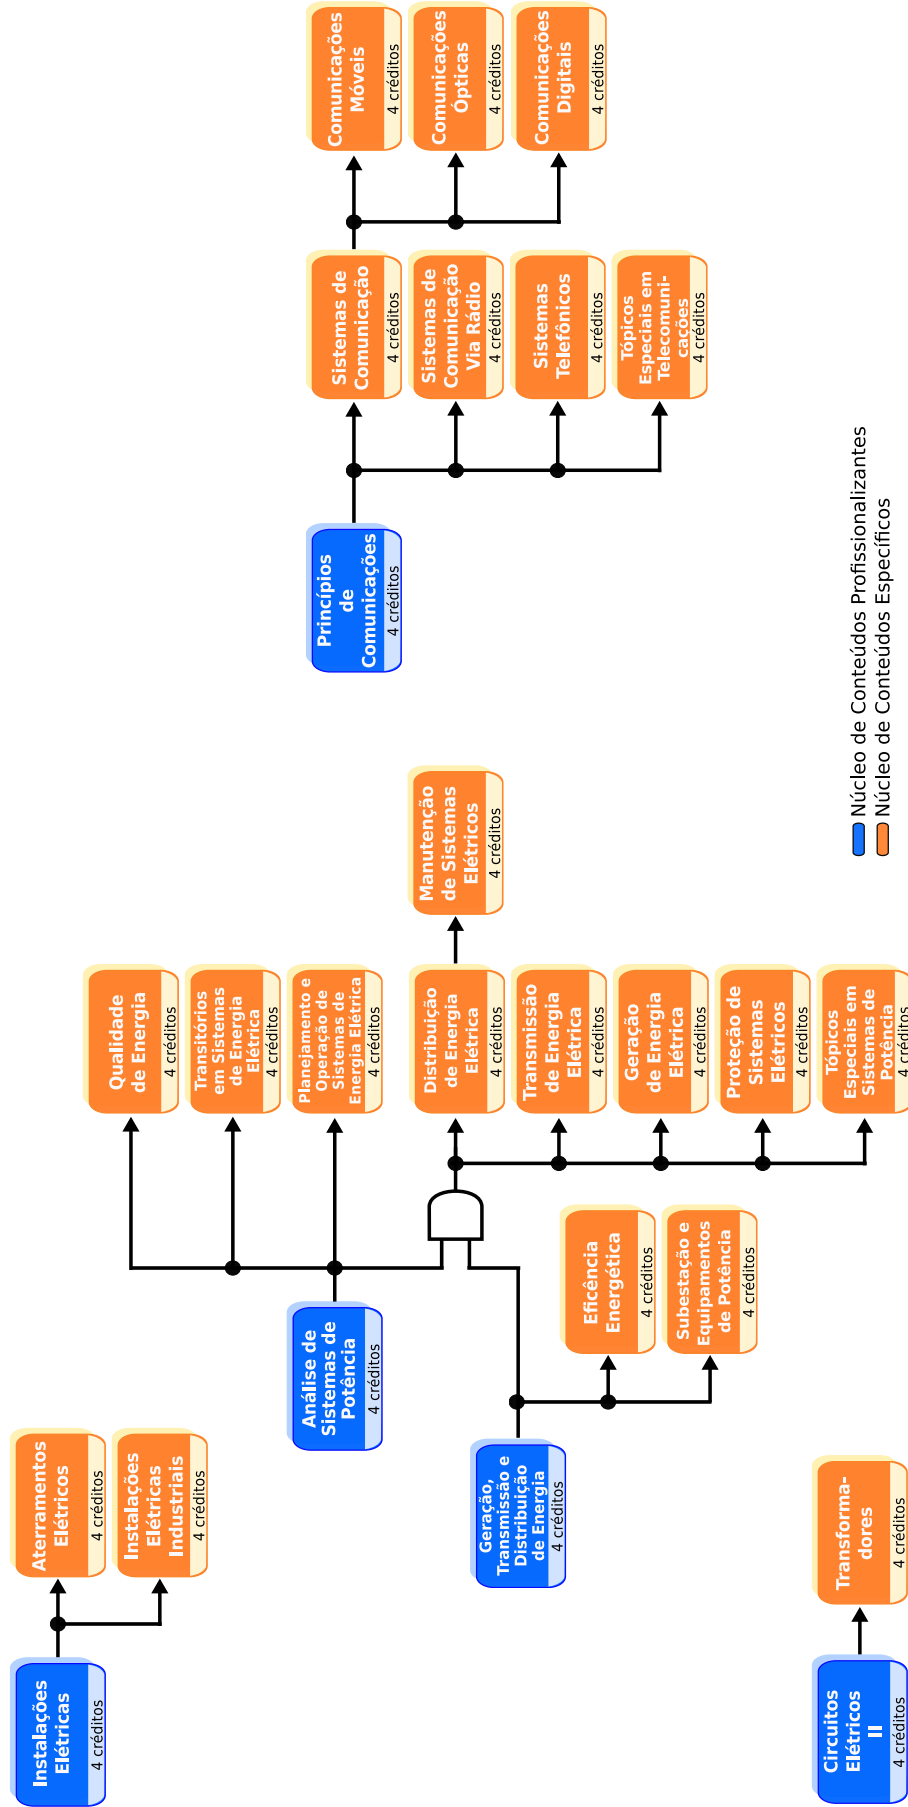 Instalações
Elétricas
4 créditos
Aterramentos
Elétricos
4 créditos
Instalações
Elétricas
Industriais
4 créditos
Análise de
Sistemas de
Potência
4 créditos
Qualidade
de Energia
4 créditos
Transitórios
em Sistemas
de Energia
Elétrica
4 créditos
Planejamento e
Operação de
Sistemas de
Energia Elétrica
4 créditos
Geração,
Transmissão e
Distribuição
de Energia
4 créditos
Eficência
Energética
4 créditos
Subestação e
Equipamentos
de Potência
4 créditos
Distribuição
de Energia
Elétrica
4 créditos
Manutenção
de Sistemas
Elétricos
4 créditos
Transmissão
de Energia
Elétrica
4 créditos
Geração
de Energia
Elétrica
4 créditos
Proteção de
Sistemas
Elétricos
4 créditos
Tópicos
Especiais em
Sistemas de
Potência
4 créditos
Circuitos
Elétricos
II
4 créditos
Transforma-
dores
4 créditos
Princípios
de
Comunicações
4 créditos
Sistemas de
Comunicação
4 créditos
Sistemas de
Comunicação
Via Rádio
4 créditos
Sistemas
Telefônicos
4 créditos
Tópicos
Especiais em
Telecomuni-
cações
4 créditos
Comunicações
Móveis
4 créditos
Comunicações
Ópticas
4 créditos
Comunicações
Digitais
4 créditos
Núcleo de Conteúdos Profissionalizantes
Núcleo de Conteúdos Específicos